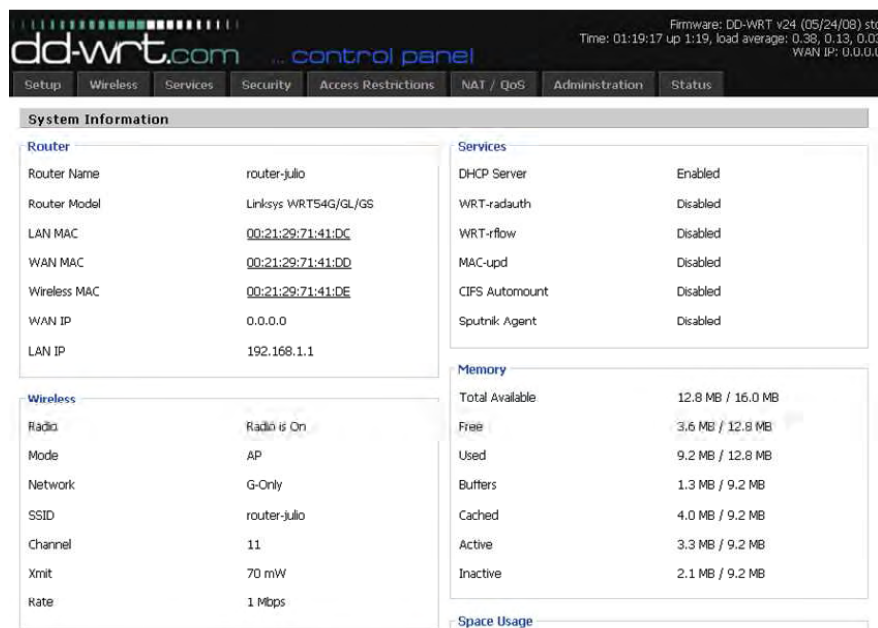 dd-wrt.com ... control panel
Firmware: DD-WRT v24 (05/24/08) std
Time: 01:19:17 up 1:19, load average: 0.38, 0.13, 0.03
WAN IP: 0.0.0.0
Setup Wireless Services Security Access Restrictions NAT / QoS Administration Status
System Information
Router
Router Name router-julio
Router Model Linksys WRT54G/GL/GS
LAN MAC 00:21:29:71:41:DC
WAN MAC 00:21:29:71:41:DD
Wireless MAC 00:21:29:71:41:DE
WAN IP 0.0.0.0
LAN IP 192.168.1.1
Wireless
Radio Radio is On
Mode AP
Network G-Only
SSID router-julio
Channel 11
Xmit 70 mW
Rate 1 Mbps
Services
DHCP Server Enabled
WRT-radauth Disabled
WRT-rflow Disabled
MAC-upd Disabled
CIFS Automount Disabled
Sputnik Agent Disabled
Memory
Total Available 12.8 MB / 16.0 MB
Free 3.6 MB / 12.8 MB
Used 9.2 MB / 12.8 MB
Buffers 1.3 MB / 9.2 MB
Cached 4.0 MB / 9.2 MB
Active 3.3 MB / 9.2 MB
Inactive 2.1 MB / 9.2 MB
Space Usage